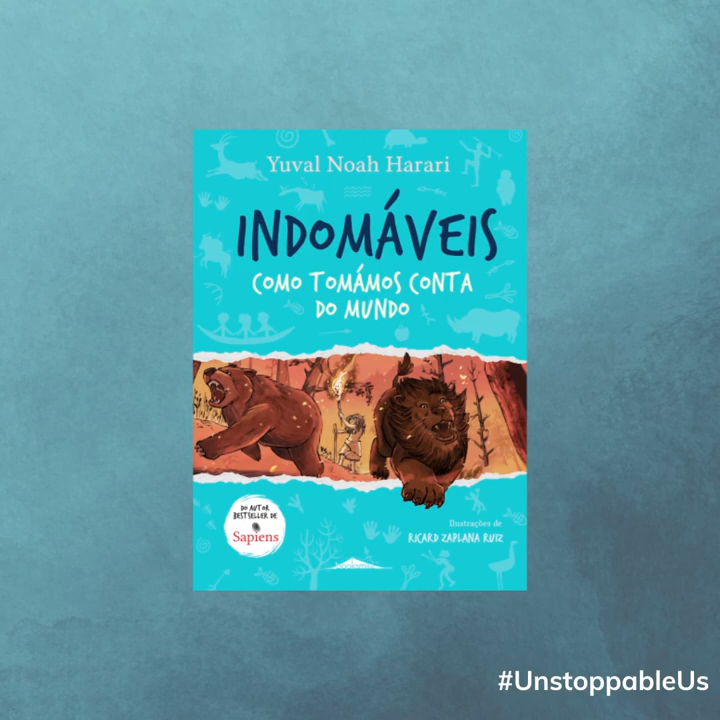 Yuval Noah Harari
INDOMÁVEIS
COMO TOMÁMOS CONTA
DO MUNDO
DO AUTOR
BESTSELLER DE
Sapiens
Ilustrações de
RICARD ZAPLANA RUIZ
#UnstoppableUs